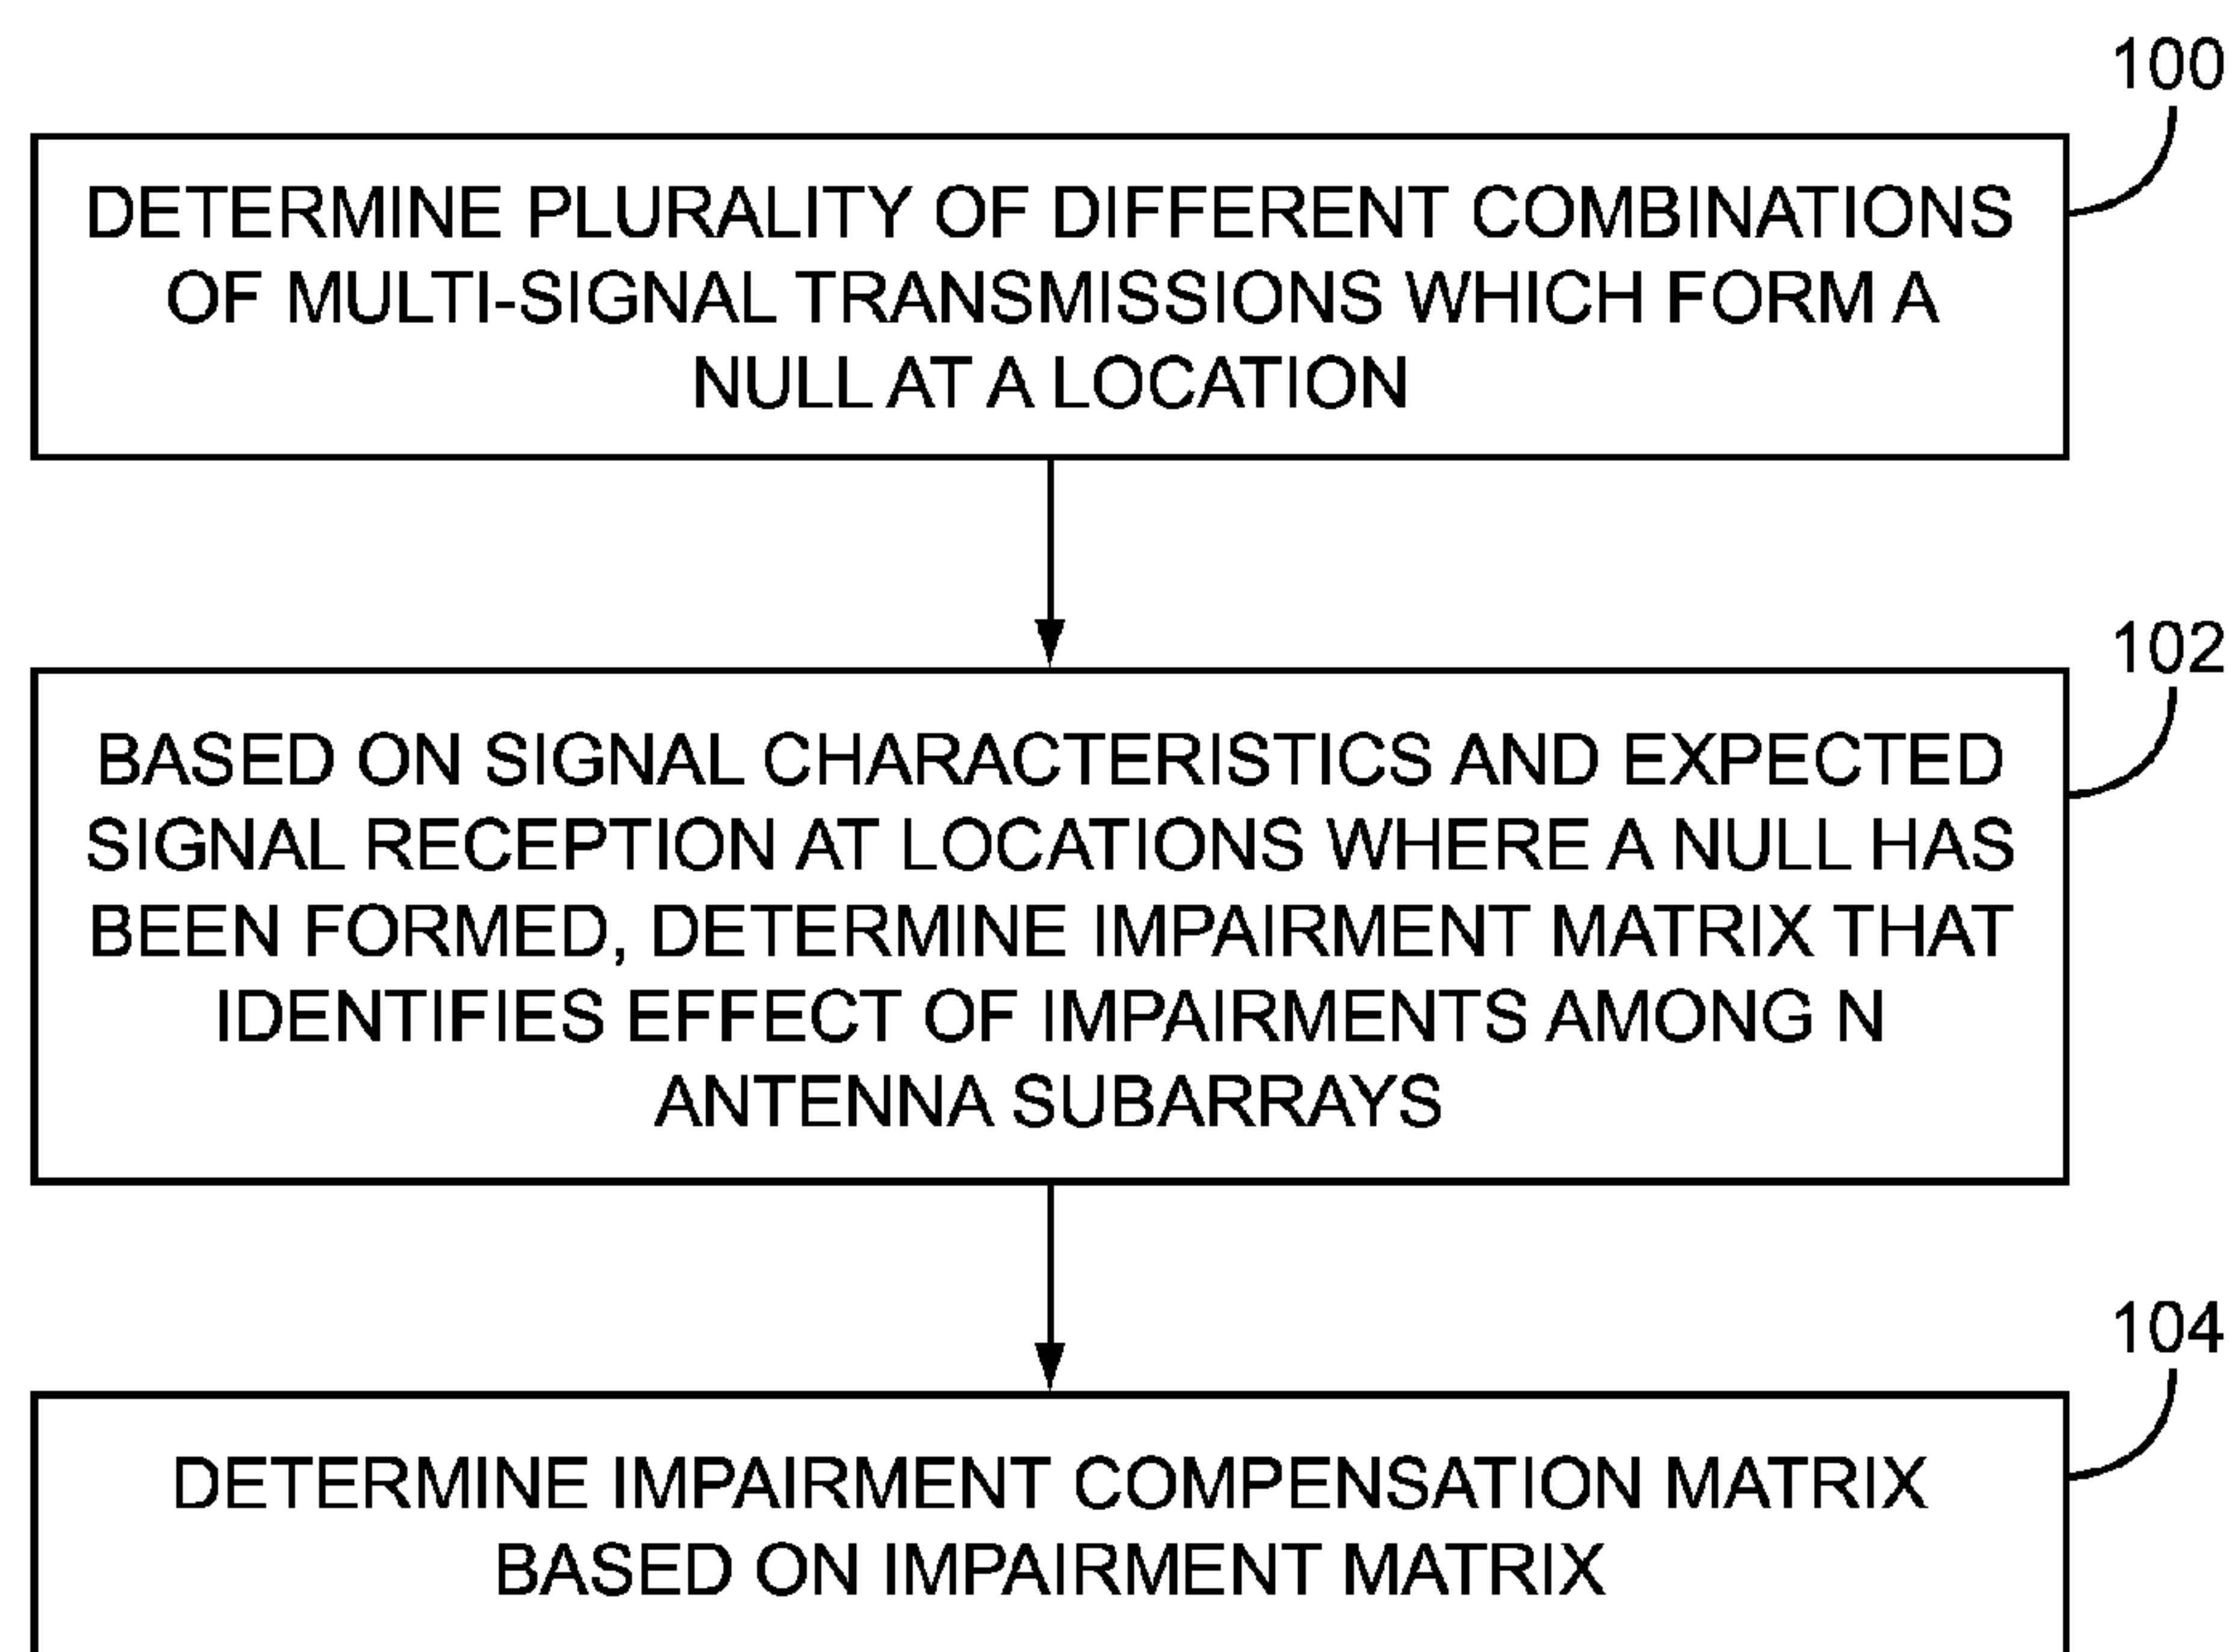 100
DETERMINE PLURALITY OF DIFFERENT COMBINATIONS
OF MULTI-SIGNAL TRANSMISSIONS WHICH FORM A
NULL AT A LOCATION
102
BASED ON SIGNAL CHARACTERISTICS AND EXPECTED
SIGNAL RECEPTION AT LOCATIONS WHERE A NULL HAS
BEEN FORMED, DETERMINE IMPAIRMENT MATRIX THAT
IDENTIFIES EFFECT OF IMPAIRMENTS AMONG N
ANTENNA SUBARRAYS
104
DETERMINE IMPAIRMENT COMPENSATION MATRIX
BASED ON IMPAIRMENT MATRIX